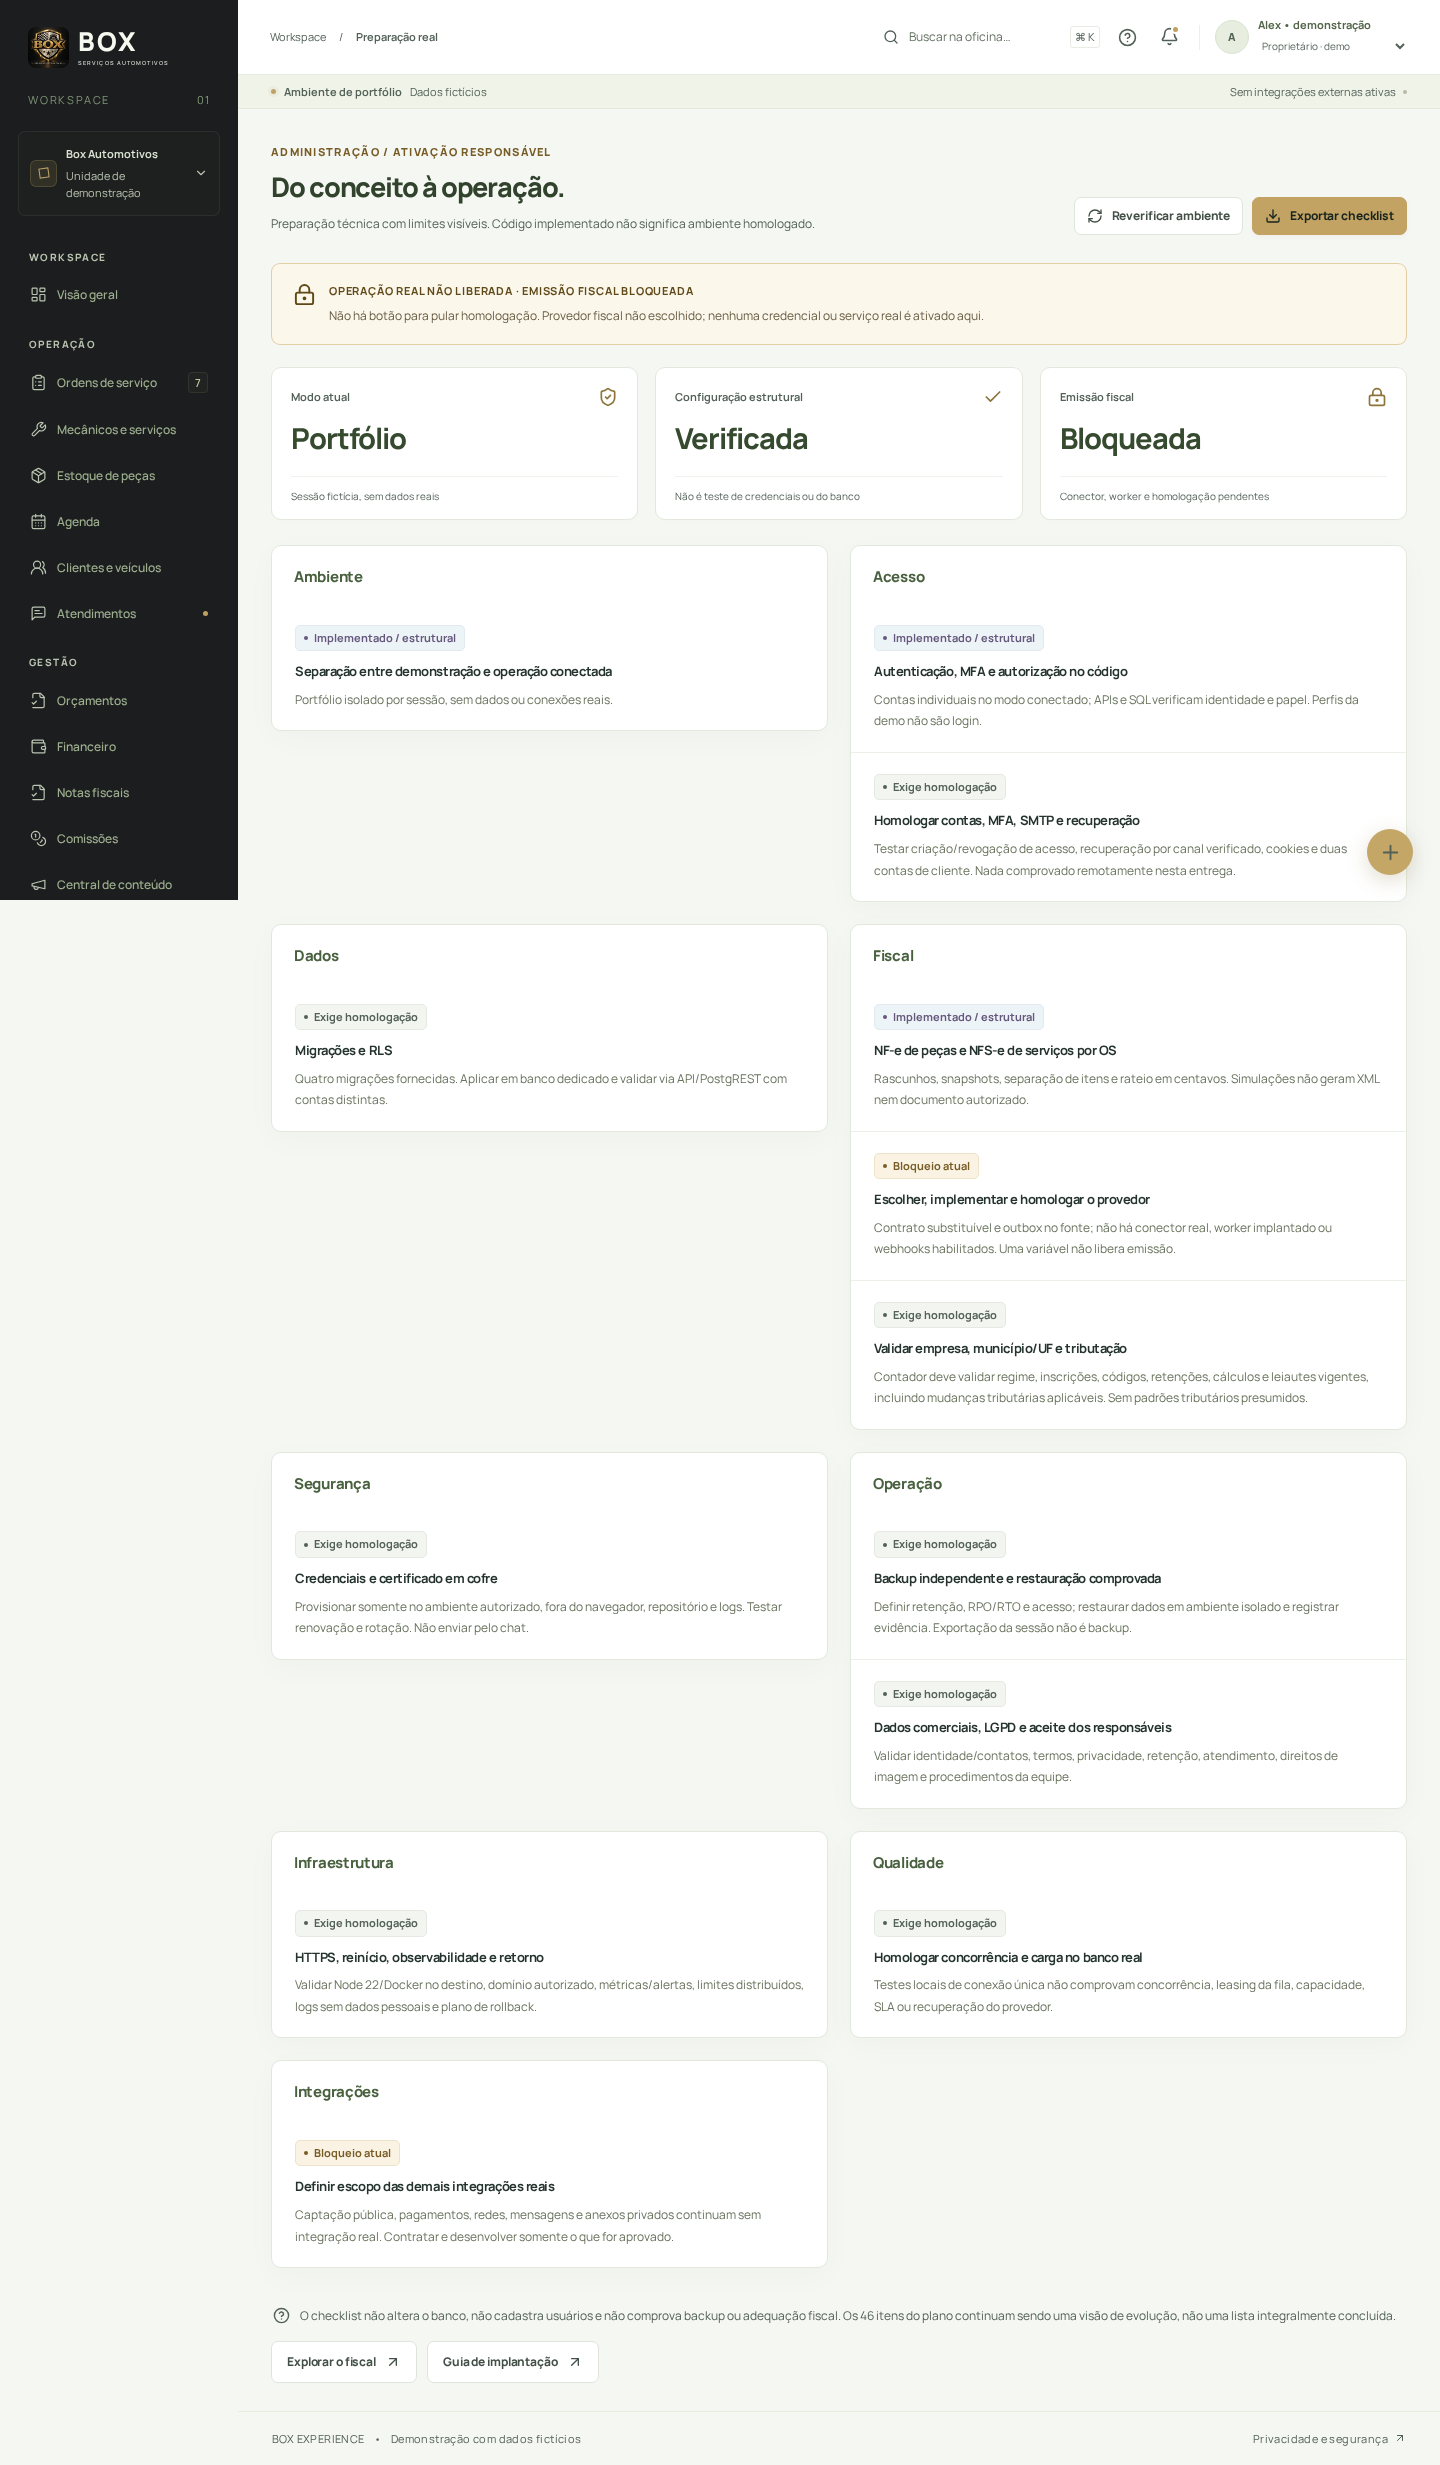 BOX
SERVIÇOS AUTOMOTIVOS
WORKSPACE 01
Box Automotivos
Unidade de
demonstração
WORKSPACE
Visão geral
OPERAÇÃO
Ordens de serviço 7
Mecânicos e serviços
Estoque de peças
Agenda
Clientes e veículos
Atendimentos
GESTÃO
Orçamentos
Financeiro
Notas fiscais
Comissões
Central de conteúdo
Workspace / Preparação real
Buscar na oficina...
⌘ K
A
Alex • demonstração
Proprietário · demo
Ambiente de portfólio Dados fictícios
Sem integrações externas ativas
ADMINISTRAÇÃO / ATIVAÇÃO RESPONSÁVEL
Do conceito à operação.
Preparação técnica com limites visíveis. Código implementado não significa ambiente homologado.
Reverificar ambiente
Exportar checklist
OPERAÇÃO REAL NÃO LIBERADA · EMISSÃO FISCAL BLOQUEADA
Não há botão para pular homologação. Provedor fiscal não escolhido; nenhuma credencial ou serviço real é ativado aqui.
Modo atual
Portfólio
Sessão fictícia, sem dados reais
Configuração estrutural
Verificada
Não é teste de credenciais ou do banco
Emissão fiscal
Bloqueada
Conector, worker e homologação pendentes
Ambiente
Implementado / estrutural
Separação entre demonstração e operação conectada
Portfólio isolado por sessão, sem dados ou conexões reais.
Acesso
Implementado / estrutural
Autenticação, MFA e autorização no código
Contas individuais no modo conectado; APIs e SQL verificam identidade e papel. Perfis da
demo não são login.
Exige homologação
Homologar contas, MFA, SMTP e recuperação
Testar criação/revogação de acesso, recuperação por canal verificado, cookies e duas
contas de cliente. Nada comprovado remotamente nesta entrega.
Dados
Exige homologação
Migrações e RLS
Quatro migrações fornecidas. Aplicar em banco dedicado e validar via API/PostgREST com
contas distintas.
Fiscal
Implementado / estrutural
NF-e de peças e NFS-e de serviços por OS
Rascunhos, snapshots, separação de itens e rateio em centavos. Simulações não geram XML
nem documento autorizado.
Bloqueio atual
Escolher, implementar e homologar o provedor
Contrato substituível e outbox no fonte; não há conector real, worker implantado ou
webhooks habilitados. Uma variável não libera emissão.
Exige homologação
Validar empresa, município/UF e tributação
Contador deve validar regime, inscrições, códigos, retenções, cálculos e leiautes vigentes,
incluindo mudanças tributárias aplicáveis. Sem padrões tributários presumidos.
Segurança
Exige homologação
Credenciais e certificado em cofre
Provisionar somente no ambiente autorizado, fora do navegador, repositório e logs. Testar
renovação e rotação. Não enviar pelo chat.
Operação
Exige homologação
Backup independente e restauração comprovada
Definir retenção, RPO/RTO e acesso; restaurar dados em ambiente isolado e registrar
evidência. Exportação da sessão não é backup.
Exige homologação
Dados comerciais, LGPD e aceite dos responsáveis
Validar identidade/contatos, termos, privacidade, retenção, atendimento, direitos de
imagem e procedimentos da equipe.
Infraestrutura
Exige homologação
HTTPS, reinício, observabilidade e retorno
Validar Node 22/Docker no destino, domínio autorizado, métricas/alertas, limites distribuídos,
logs sem dados pessoais e plano de rollback.
Qualidade
Exige homologação
Homologar concorrência e carga no banco real
Testes locais de conexão única não comprovam concorrência, leasing da fila, capacidade,
SLA ou recuperação do provedor.
Integrações
Bloqueio atual
Definir escopo das demais integrações reais
Captação pública, pagamentos, redes, mensagens e anexos privados continuam sem
integração real. Contratar e desenvolver somente o que for aprovado.
O checklist não altera o banco, não cadastra usuários e não comprova backup ou adequação fiscal. Os 46 itens do plano continuam sendo uma visão de evolução, não uma lista integralmente concluída.
Explorar o fiscal
Guia de implantação
BOX EXPERIENCE • Demonstração com dados fictícios
Privacidade e segurança